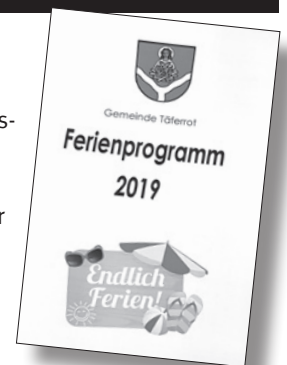 s-
r
Gemeinde Täferrot
Ferienprogramm
2019
Endlich
Ferien!